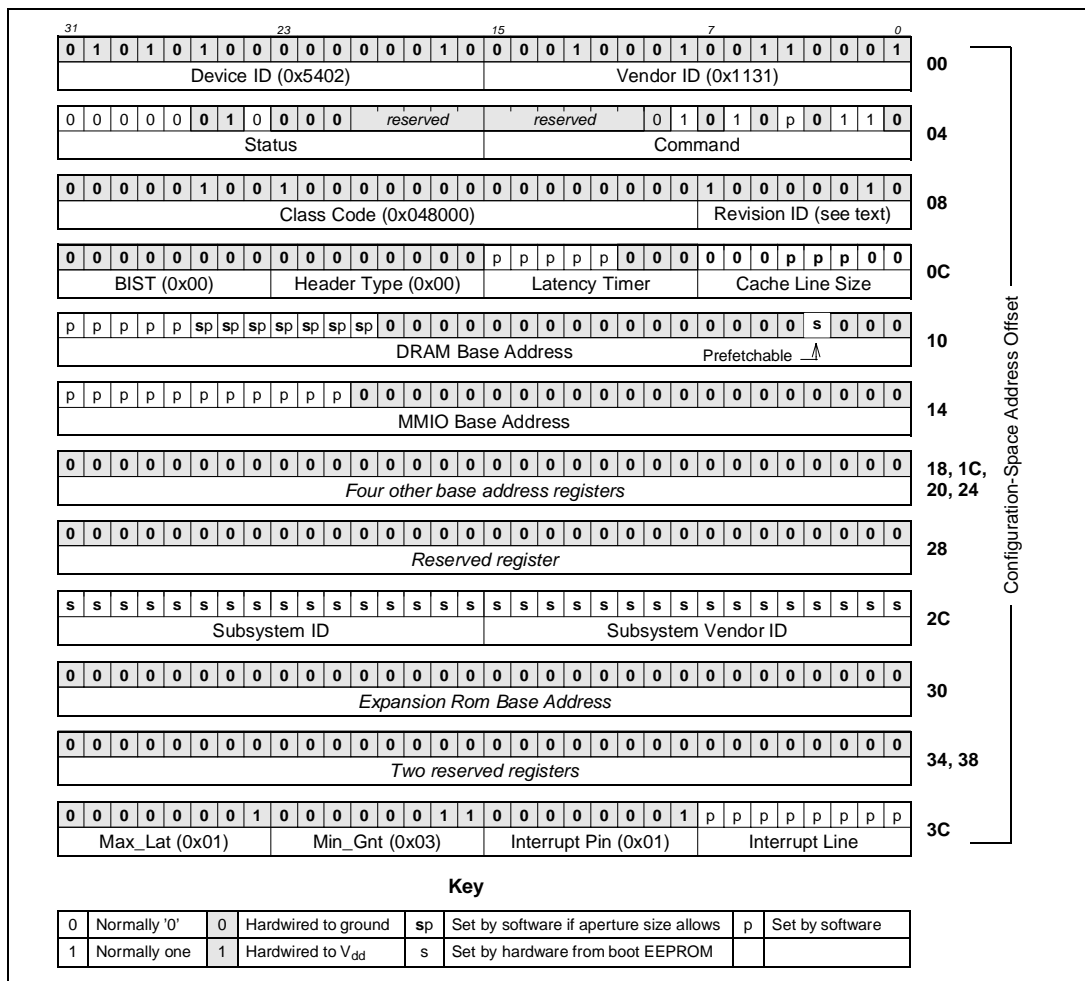 31 23 15 7 0
0 1 0 1 0 1 0 0 0 0 0 0 0 0 1 0 0 0 0 1 0 0 0 1 0 0 1 1 0 0 0 1
Device ID (0x5402) Vendor ID (0x1131)
00
0 0 0 0 0 0 1 0 0 0 0 reserved reserved 0 1 0 1 0 p 0 1 1 0
Status Command
04
0 0 0 0 0 1 0 0 1 0 0 0 0 0 0 0 0 0 0 0 0 0 0 0 1 0 0 0 0 0 1 0
Class Code (0x048000) Revision ID (see text)
08
0 0 0 0 0 0 0 0 0 0 0 0 0 0 0 0 p p p p p 0 0 0 0 0 0 p p p 0 0
BIST (0x00) Header Type (0x00) Latency Timer Cache Line Size
0C
p p p p p sp sp sp sp sp sp sp 0 0 0 0 0 0 0 0 0 0 0 0 0 0 0 0 s 0 0 0
DRAM Base Address Prefetchable
10
p p p p p p p p p p p 0 0 0 0 0 0 0 0 0 0 0 0 0 0 0 0 0 0 0 0 0
MMIO Base Address
14
0 0 0 0 0 0 0 0 0 0 0 0 0 0 0 0 0 0 0 0 0 0 0 0 0 0 0 0 0 0 0 0
Four other base address registers
18, 1C,
20, 24
0 0 0 0 0 0 0 0 0 0 0 0 0 0 0 0 0 0 0 0 0 0 0 0 0 0 0 0 0 0 0 0
Reserved register
28
s s s s s s s s s s s s s s s s s s s s s s s s s s s s s s s s
Subsystem ID Subsystem Vendor ID
2C
0 0 0 0 0 0 0 0 0 0 0 0 0 0 0 0 0 0 0 0 0 0 0 0 0 0 0 0 0 0 0 0
Expansion Rom Base Address
30
0 0 0 0 0 0 0 0 0 0 0 0 0 0 0 0 0 0 0 0 0 0 0 0 0 0 0 0 0 0 0 0
Two reserved registers
34, 38
0 0 0 0 0 0 0 1 0 0 0 0 0 0 1 1 0 0 0 0 0 0 0 1 p p p p p p p p
Max_Lat (0x01) Min_Gnt (0x03) Interrupt Pin (0x01) Interrupt Line
3C
Configuration-Space Address Offset
Key
0 Normally '0' 0 Hardwired to ground sp Set by software if aperture size allows p Set by software
1 Normally one 1 Hardwired to Vdd s Set by hardware from boot EEPROM